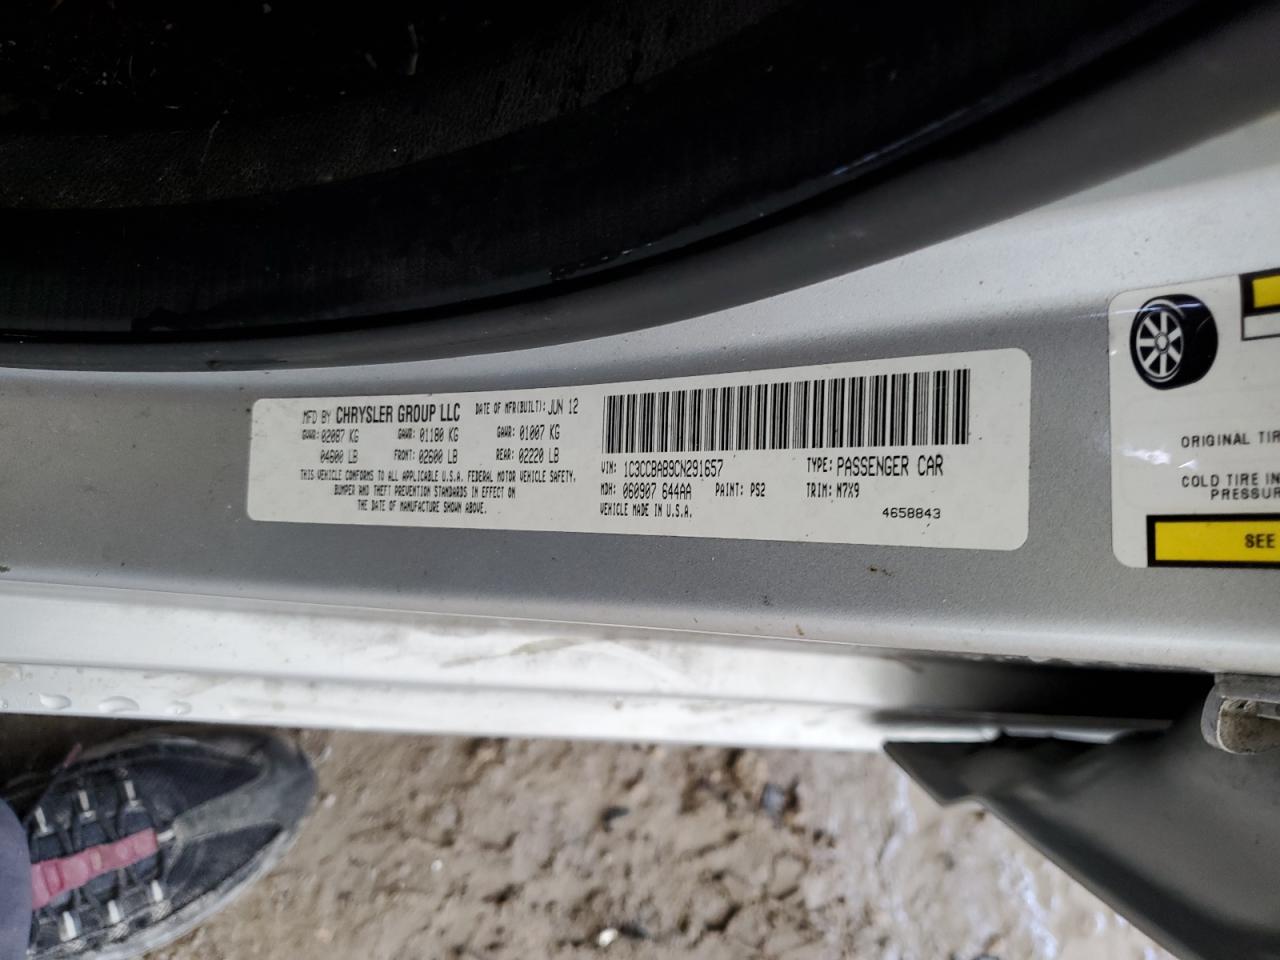 MFD BY CHRYSLER GROUP LLC DATE OF MFR(BUILT): JUN 12
GVWR: 02087 KG GAWR: 01180 KG GAWR: 01007 KG
04600 LB FRONT: 02600 LB REAR: 02220 LB
THIS VEHICLE CONFORMS TO ALL APPLICABLE U.S.A. FEDERAL MOTOR VEHICLE SAFETY,
BUMPER AND THEFT PREVENTION STANDARDS IN EFFECT ON
THE DATE OF MANUFACTURE SHOWN ABOVE.
VIN: 1C3CCBAB9CN291657 TYPE: PASSENGER CAR
MDH: 060907 644AA PAINT: PS2 TRIM: M7X9
VEHICLE MADE IN U.S.A. 4658843
ORIGINAL TIR
COLD TIRE IN
PRESSUR
SEE